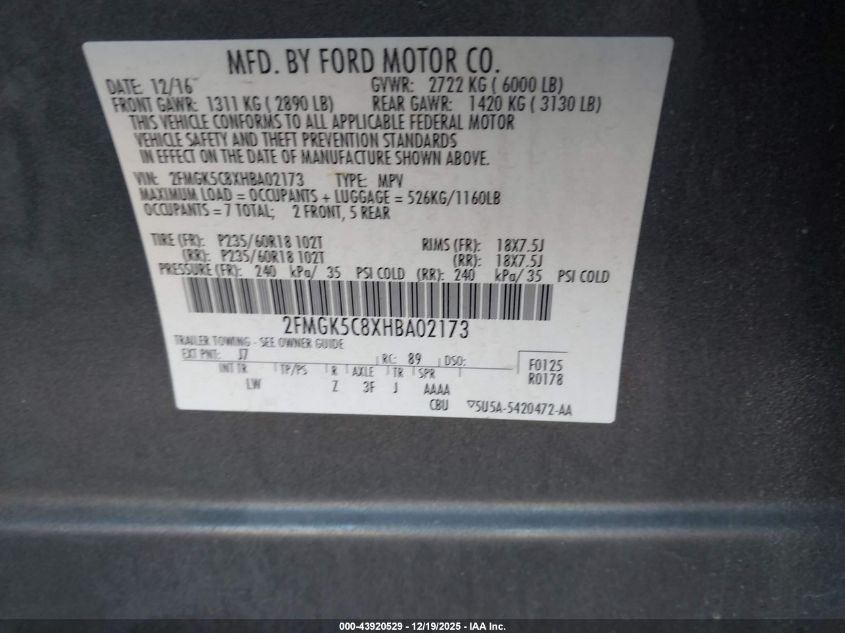 MFD. BY FORD MOTOR CO.
DATE: 12/16 GVWR: 2722 KG ( 6000 LB)
FRONT GAWR: 1311 KG ( 2890 LB) REAR GAWR: 1420 KG ( 3130 LB)
THIS VEHICLE CONFORMS TO ALL APPLICABLE FEDERAL MOTOR
VEHICLE SAFETY AND THEFT PREVENTION STANDARDS
IN EFFECT ON THE DATE OF MANUFACTURE SHOWN ABOVE.
VIN: 2FMGK5C8XHBA02173 TYPE: MPV
MAXIMUM LOAD = OCCUPANTS + LUGGAGE = 526KG/1160LB
OCCUPANTS = 7 TOTAL; 2 FRONT, 5 REAR
TIRE (FR): P235/60R18 102T RIMS (FR): 18X7.5J
(RR): P235/60R18 102T (RR): 18X7.5J
PRESSURE (FR): 240 kPa/ 35 PSI COLD (RR): 240 kPa/ 35 PSI COLD
2FMGK5C8XHBA02173
TRAILER TOWING - SEE OWNER GUIDE
EXT PNT: J7 RC: 89 DSO: F0125
INT TR TP/PS R AXLE TR SPR R0178
LW Z 3F J AAAA
CBU ▽5U5A-5420472-AA
000-43920529 - 12/19/2025 - IAA Inc.